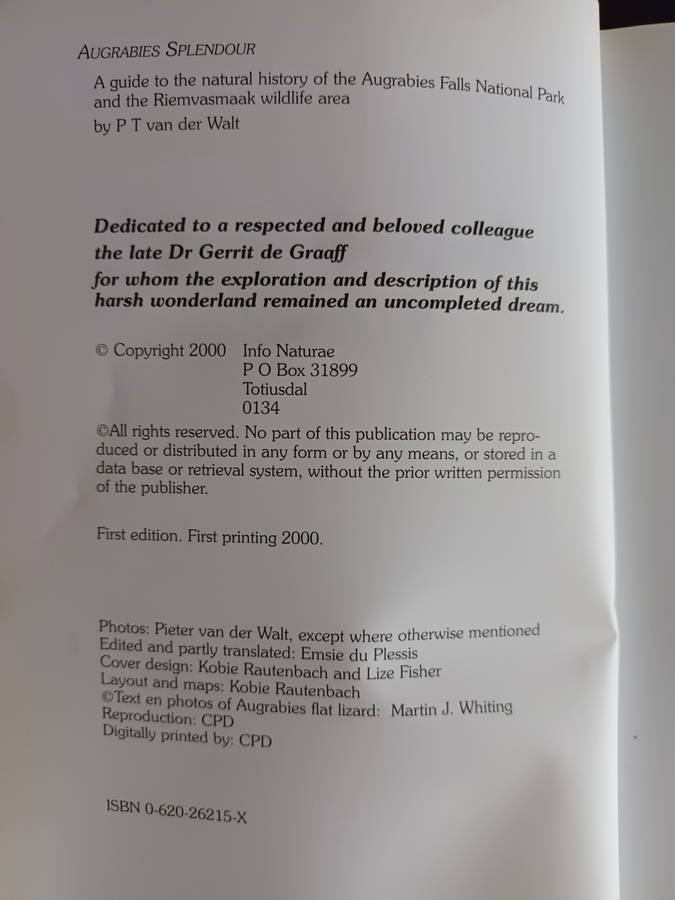 AUGRABIES SPLENDOUR
A guide to the natural history of the Augrabies Falls National Park
and the Riemvasmaak wildlife area
by P T van der Walt
Dedicated to a respected and beloved colleague
the late Dr Gerrit de Graaff
for whom the exploration and description of this
harsh wonderland remained an uncompleted dream.
© Copyright 2000 Info Naturae
P O Box 31899
Totiusdal
0134
©All rights reserved. No part of this publication may be repro-
duced or distributed in any form or by any means, or stored in a
data base or retrieval system, without the prior written permission
of the publisher.
First edition. First printing 2000.
Photos: Pieter van der Walt, except where otherwise mentioned
Edited and partly translated: Emsie du Plessis
Cover design: Kobie Rautenbach and Lize Fisher
Layout and maps: Kobie Rautenbach
©Text en photos of Augrabies flat lizard: Martin J. Whiting
Reproduction: CPD
Digitally printed by: CPD
ISBN 0-620-26215-X